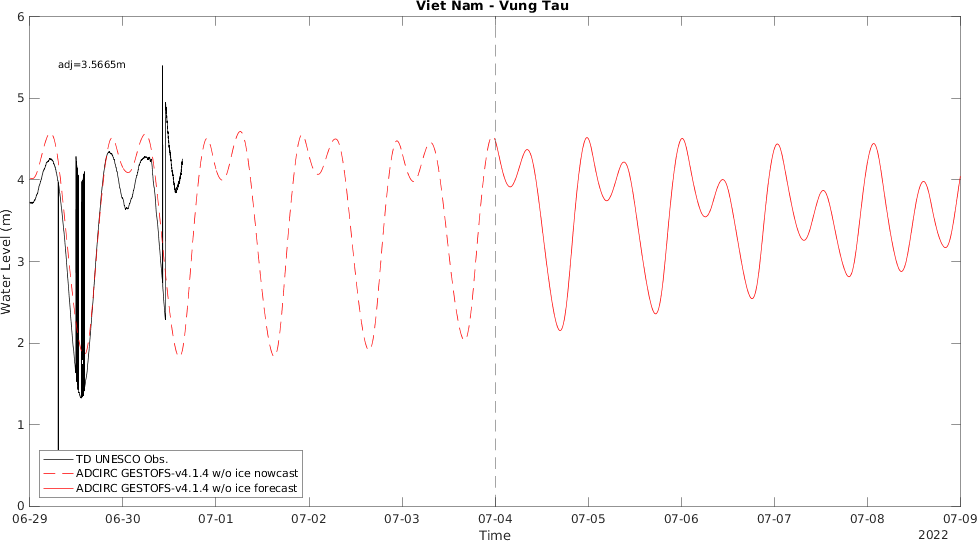 Viet Nam - Vung Tau
6
adj=3.5665m
5
4
3
2
1
0
Water Level (m)
TD UNESCO Obs.
ADCIRC GESTOFS-v4.1.4 w/o ice nowcast
ADCIRC GESTOFS-v4.1.4 w/o ice forecast
06-29 06-30 07-01 07-02 07-03 07-04 07-05 07-06 07-07 07-08 07-09
Time
2022